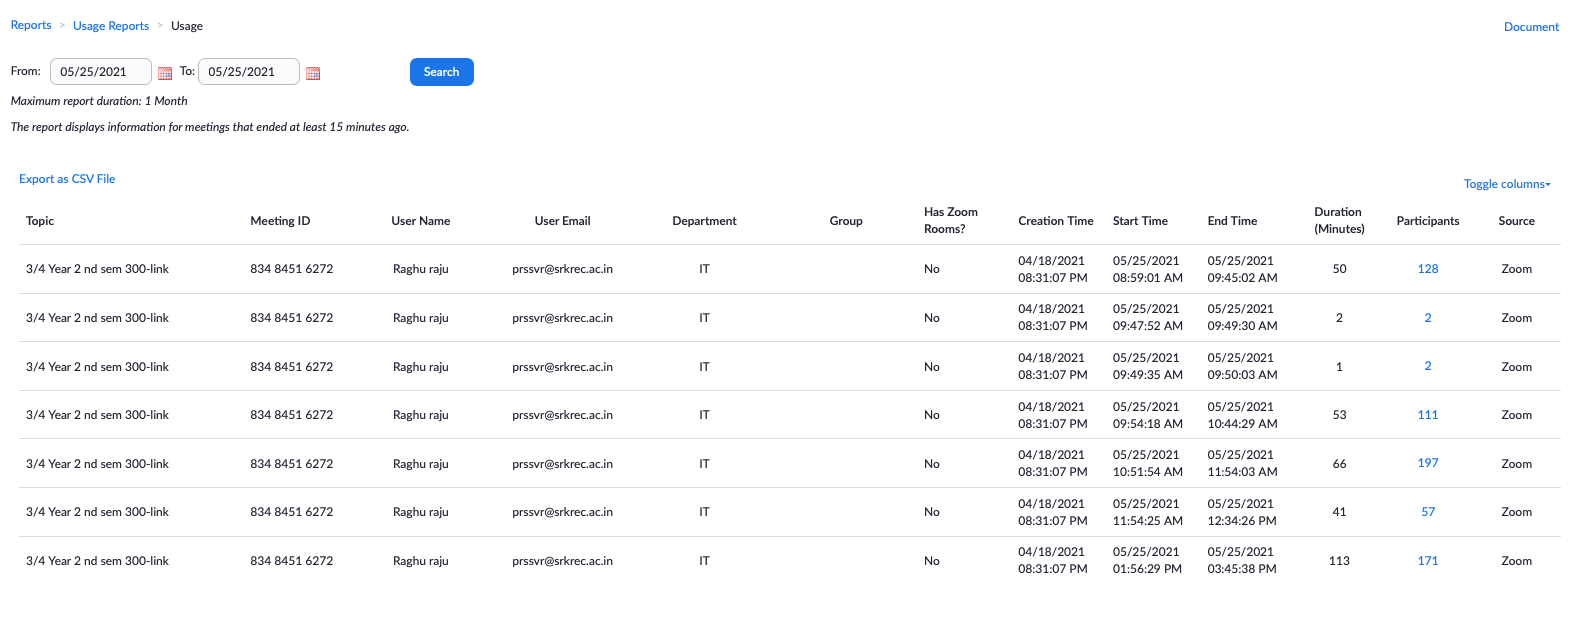 Reports > Usage Reports > Usage
Document
From: 05/25/2021 To: 05/25/2021 Search
Maximum report duration: 1 Month
The report displays information for meetings that ended at least 15 minutes ago.
Export as CSV File
Toggle columns
Topic Meeting ID User Name User Email Department Group Has Zoom Rooms? Creation Time Start Time End Time Duration (Minutes) Participants Source
3/4 Year 2 nd sem 300-link 834 8451 6272 Raghu raju prssvr@srkrec.ac.in IT No 04/18/2021 08:31:07 PM 05/25/2021 08:59:01 AM 05/25/2021 09:45:02 AM 50 128 Zoom
3/4 Year 2 nd sem 300-link 834 8451 6272 Raghu raju prssvr@srkrec.ac.in IT No 04/18/2021 08:31:07 PM 05/25/2021 09:47:52 AM 05/25/2021 09:49:30 AM 2 2 Zoom
3/4 Year 2 nd sem 300-link 834 8451 6272 Raghu raju prssvr@srkrec.ac.in IT No 04/18/2021 08:31:07 PM 05/25/2021 09:49:35 AM 05/25/2021 09:50:03 AM 1 2 Zoom
3/4 Year 2 nd sem 300-link 834 8451 6272 Raghu raju prssvr@srkrec.ac.in IT No 04/18/2021 08:31:07 PM 05/25/2021 09:54:18 AM 05/25/2021 10:44:29 AM 53 111 Zoom
3/4 Year 2 nd sem 300-link 834 8451 6272 Raghu raju prssvr@srkrec.ac.in IT No 04/18/2021 08:31:07 PM 05/25/2021 10:51:54 AM 05/25/2021 11:54:03 AM 66 197 Zoom
3/4 Year 2 nd sem 300-link 834 8451 6272 Raghu raju prssvr@srkrec.ac.in IT No 04/18/2021 08:31:07 PM 05/25/2021 11:54:25 AM 05/25/2021 12:34:26 PM 41 57 Zoom
3/4 Year 2 nd sem 300-link 834 8451 6272 Raghu raju prssvr@srkrec.ac.in IT No 04/18/2021 08:31:07 PM 05/25/2021 01:56:29 PM 05/25/2021 03:45:38 PM 113 171 Zoom